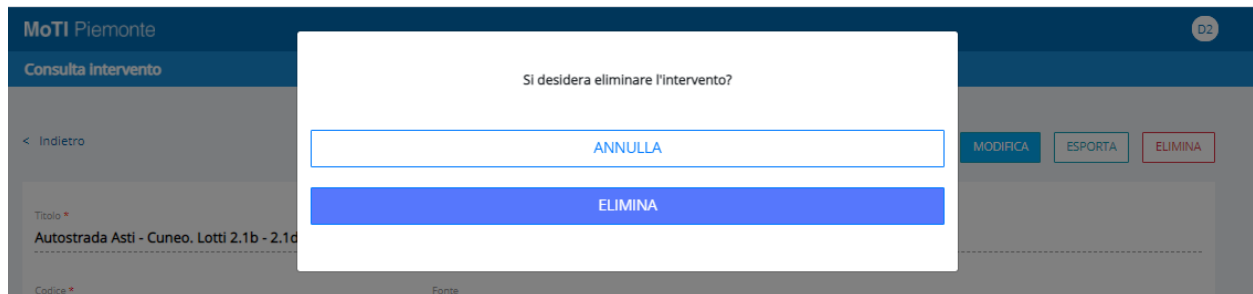 MoTI Piemonte
D2
Consulta Intervento
Si desidera eliminare l'intervento?
< Indietro
ANNULLA
MODIFICA
ESPORTA
ELIMINA
ELIMINA
Titolo *
Autostrada Asti - Cuneo. Lotti 2.1b - 2.1d
Codice *
Fonte